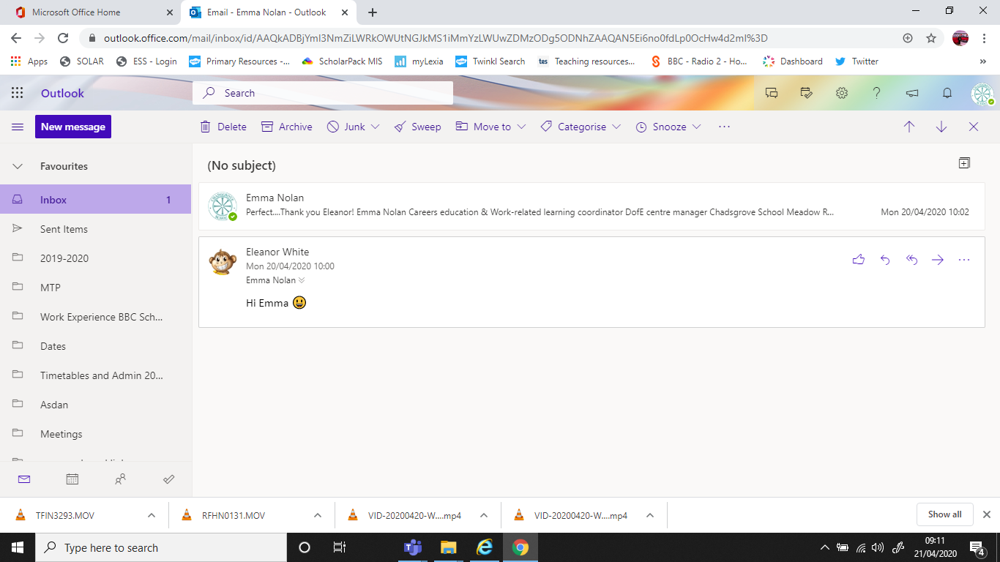 Microsoft Office Home
Email - Emma Nolan - Outlook
outlook.office.com/mail/inbox/id/AAQkADBjYmI3NmZiLWRkOWUtNGJkMS1iMmYzLWUwZDMzODg5ODNhZAAQAN5Ei6no0fdLp0OcHw4d2mI%3D
Apps SOLAR ESS - Login Primary Resources -... ScholarPack MIS myLexia Twinkl Search tes Teaching resources... BBC - Radio 2 - Ho... Dashboard Twitter »
Outlook Search
New message Delete Archive Junk Sweep Move to Categorise Snooze ...
Favourites
(No subject)
Inbox 1
Emma Nolan
Perfect....Thank you Eleanor! Emma Nolan Careers education & Work-related learning coordinator DofE centre manager Chadsgrove School Meadow R... Mon 20/04/2020 10:02
Sent Items
2019-2020
MTP
Work Experience BBC Sch...
Dates
Timetables and Admin 20...
Asdan
Meetings
Eleanor White
Mon 20/04/2020 10:00
Emma Nolan
Hi Emma 😃
TFIN3293.MOV RFHN0131.MOV VID-20200420-W....mp4 VID-20200420-W....mp4 Show all
Type here to search
09:11
21/04/2020
4